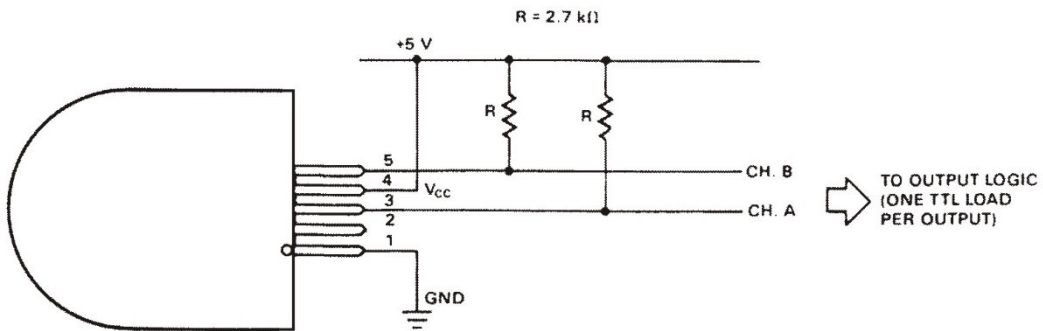 R = 2.7 kΩ
+5 V
R
R
5
CH. B
4
VCC
3
CH. A
2
1
GND
TO OUTPUT LOGIC
(ONE TTL LOAD
PER OUTPUT)